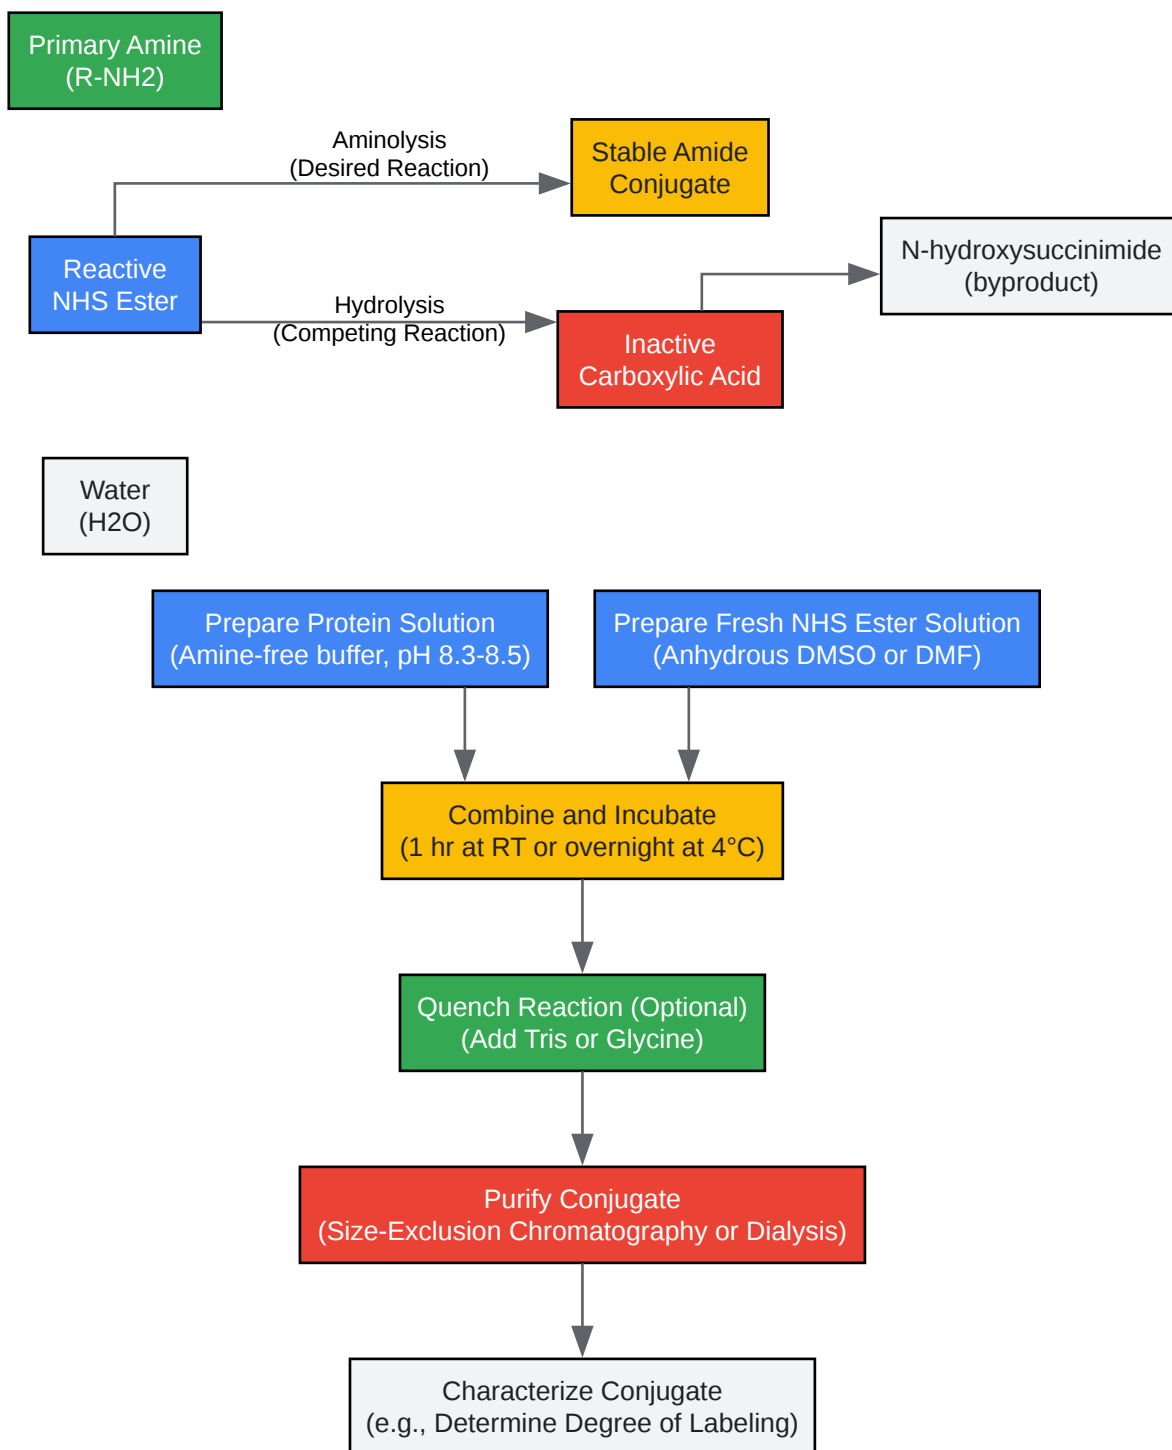 Primary Amine
(R-NH2)
Aminolysis
(Desired Reaction)
Stable Amide
Conjugate
Reactive
NHS Ester
Hydrolysis
(Competing Reaction)
N-hydroxysuccinimide
(byproduct)
Inactive
Carboxylic Acid
Water
(H2O)
Prepare Protein Solution
(Amine-free buffer, pH 8.3-8.5)
Prepare Fresh NHS Ester Solution
(Anhydrous DMSO or DMF)
Combine and Incubate
(1 hr at RT or overnight at 4°C)
Quench Reaction (Optional)
(Add Tris or Glycine)
Purify Conjugate
(Size-Exclusion Chromatography or Dialysis)
Characterize Conjugate
(e.g., Determine Degree of Labeling)